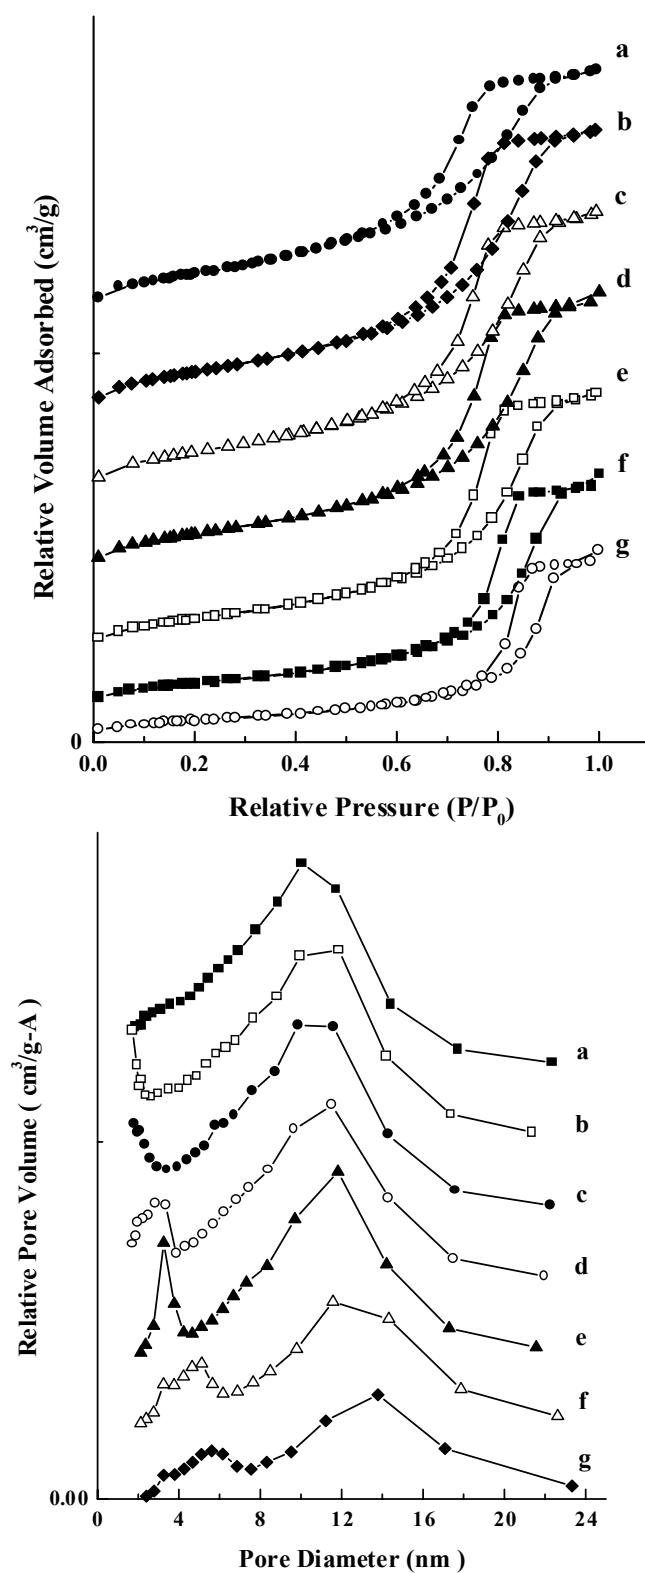 a
b
c
d
e
f
g
Relative Volume Adsorbed (cm³/g)
0
0.0 0.2 0.4 0.6 0.8 1.0
Relative Pressure (P/P₀)
a
b
c
d
e
f
g
Relative Pore Volume ( cm³/g-A )
0.00
0 4 8 12 16 20 24
Pore Diameter (nm )